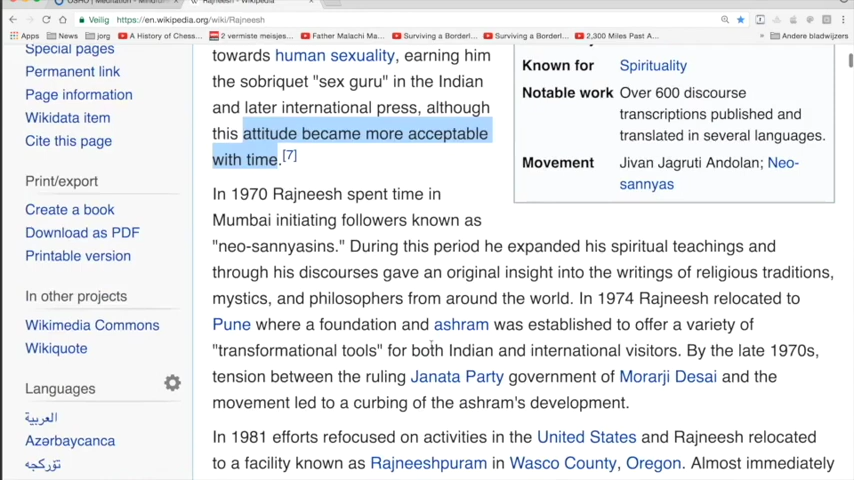 OSHO | Meditation - Mindfuln
Rajneesh - Wikipedia
Veilig
https://en.wikipedia.org/wiki/Rajneesh
Apps
News
jorg
A History of Chess...
2 vermiste meisjes...
Father Malachi Ma...
Surviving a Borderl...
Surviving a Borderl...
2,300 Miles Past A...
»
Andere bladwijzers
Special pages
Permanent link
Page information
Wikidata item
Cite this page
Print/export
Create a book
Download as PDF
Printable version
In other projects
Wikimedia Commons
Wikiquote
Languages
العربية
Azərbaycanca
تۆرکجه
towards human sexuality, earning him
the sobriquet "sex guru" in the Indian
and later international press, although
this attitude became more acceptable
with time.[7]
Known for Spirituality
Notable work Over 600 discourse
transcriptions published and
translated in several languages.
Movement Jivan Jagruti Andolan; Neo-
sannyas
In 1970 Rajneesh spent time in
Mumbai initiating followers known as
"neo-sannyasins." During this period he expanded his spiritual teachings and
through his discourses gave an original insight into the writings of religious traditions,
mystics, and philosophers from around the world. In 1974 Rajneesh relocated to
Pune where a foundation and ashram was established to offer a variety of
"transformational tools" for both Indian and international visitors. By the late 1970s,
tension between the ruling Janata Party government of Morarji Desai and the
movement led to a curbing of the ashram's development.
In 1981 efforts refocused on activities in the United States and Rajneesh relocated
to a facility known as Rajneeshpuram in Wasco County, Oregon. Almost immediately